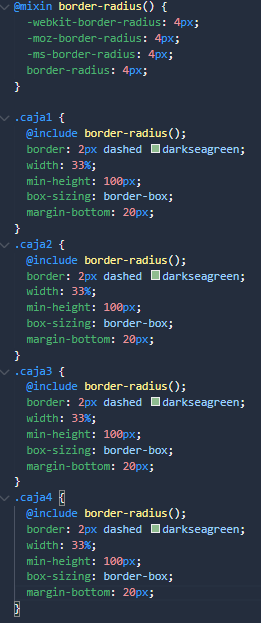 @mixin border-radius() {
-webkit-border-radius: 4px;
-moz-border-radius: 4px;
-ms-border-radius: 4px;
border-radius: 4px;
}
.caja1 {
@include border-radius();
border: 2px dashed darkseagreen;
width: 33%;
min-height: 100px;
box-sizing: border-box;
margin-bottom: 20px;
}
.caja2 {
@include border-radius();
border: 2px dashed darkseagreen;
width: 33%;
min-height: 100px;
box-sizing: border-box;
margin-bottom: 20px;
}
.caja3 {
@include border-radius();
border: 2px dashed darkseagreen;
width: 33%;
min-height: 100px;
box-sizing: border-box;
margin-bottom: 20px;
}
.caja4 {
@include border-radius();
border: 2px dashed darkseagreen;
width: 33%;
min-height: 100px;
box-sizing: border-box;
margin-bottom: 20px;
}